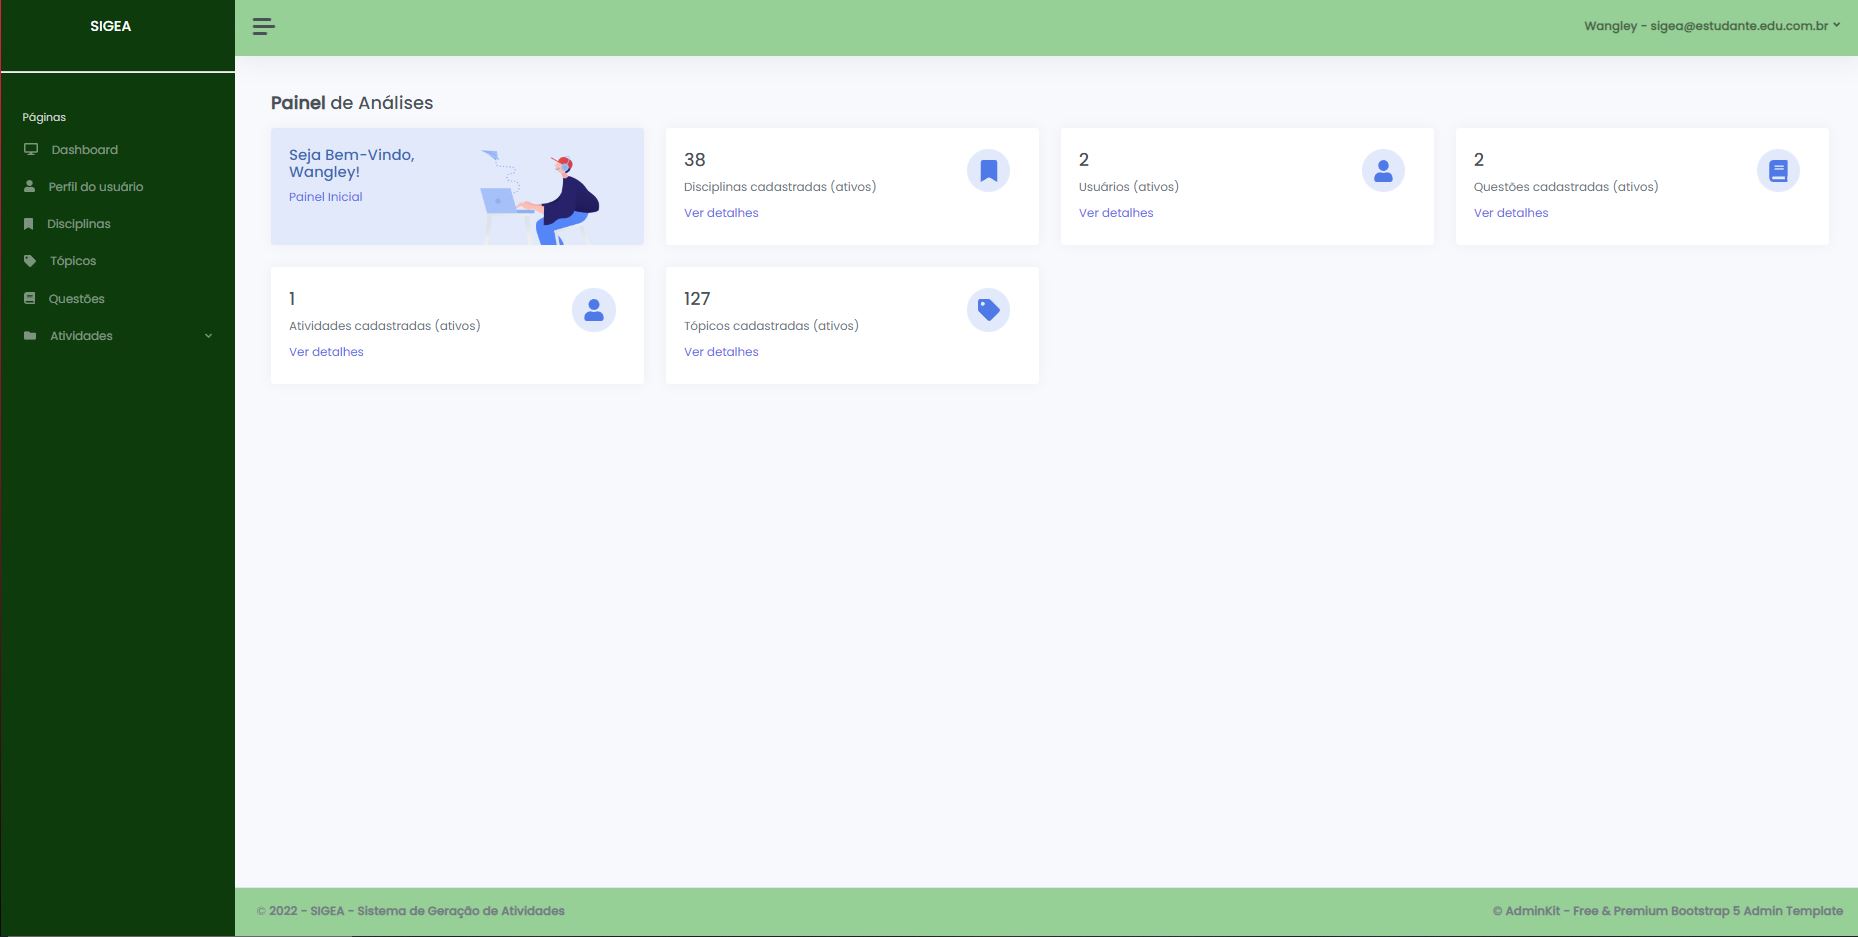 SIGEA
Wangley - sigea@estudante.edu.com.br
Páginas
Dashboard
Perfil do usuário
Disciplinas
Tópicos
Questões
Atividades
Painel de Análises
Seja Bem-Vindo,
Wangley!
Painel Inicial
38
Disciplinas cadastradas (ativos)
Ver detalhes
2
Usuários (ativos)
Ver detalhes
2
Questões cadastradas (ativos)
Ver detalhes
1
Atividades cadastradas (ativos)
Ver detalhes
127
Tópicos cadastradas (ativos)
Ver detalhes
© 2022 - SIGEA - Sistema de Geração de Atividades
© AdminKit - Free & Premium Bootstrap 5 Admin Template